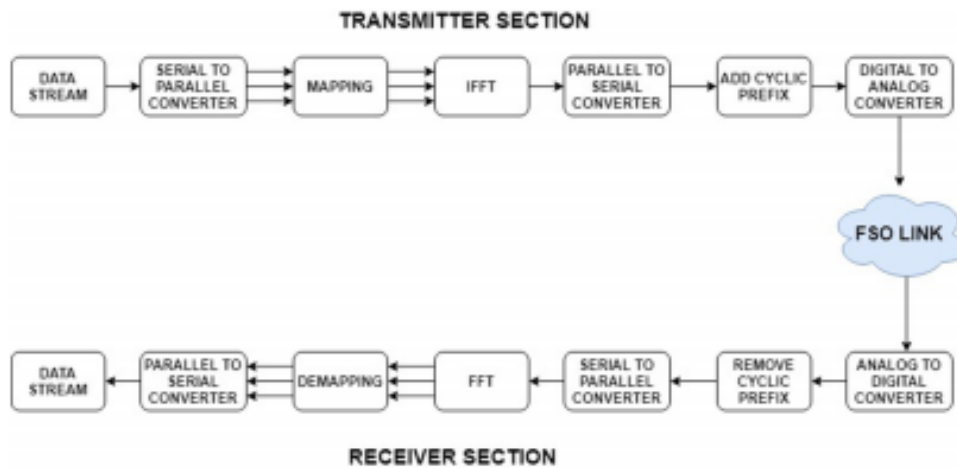 TRANSMITTER SECTION
DATA
STREAM
SERIAL TO
PARALLEL
CONVERTER
MAPPING
IFFT
PARALLEL TO
SERIAL
CONVERTER
ADD CYCLIC
PREFIX
DIGITAL TO
ANALOG
CONVERTER
FSO LINK
DATA
STREAM
PARALLEL TO
SERIAL
CONVERTER
DEMAPPING
FFT
SERIAL TO
PARALLEL
CONVERTER
REMOVE
CYCLIC
PREFIX
ANALOG TO
DIGITAL
CONVERTER
RECEIVER SECTION